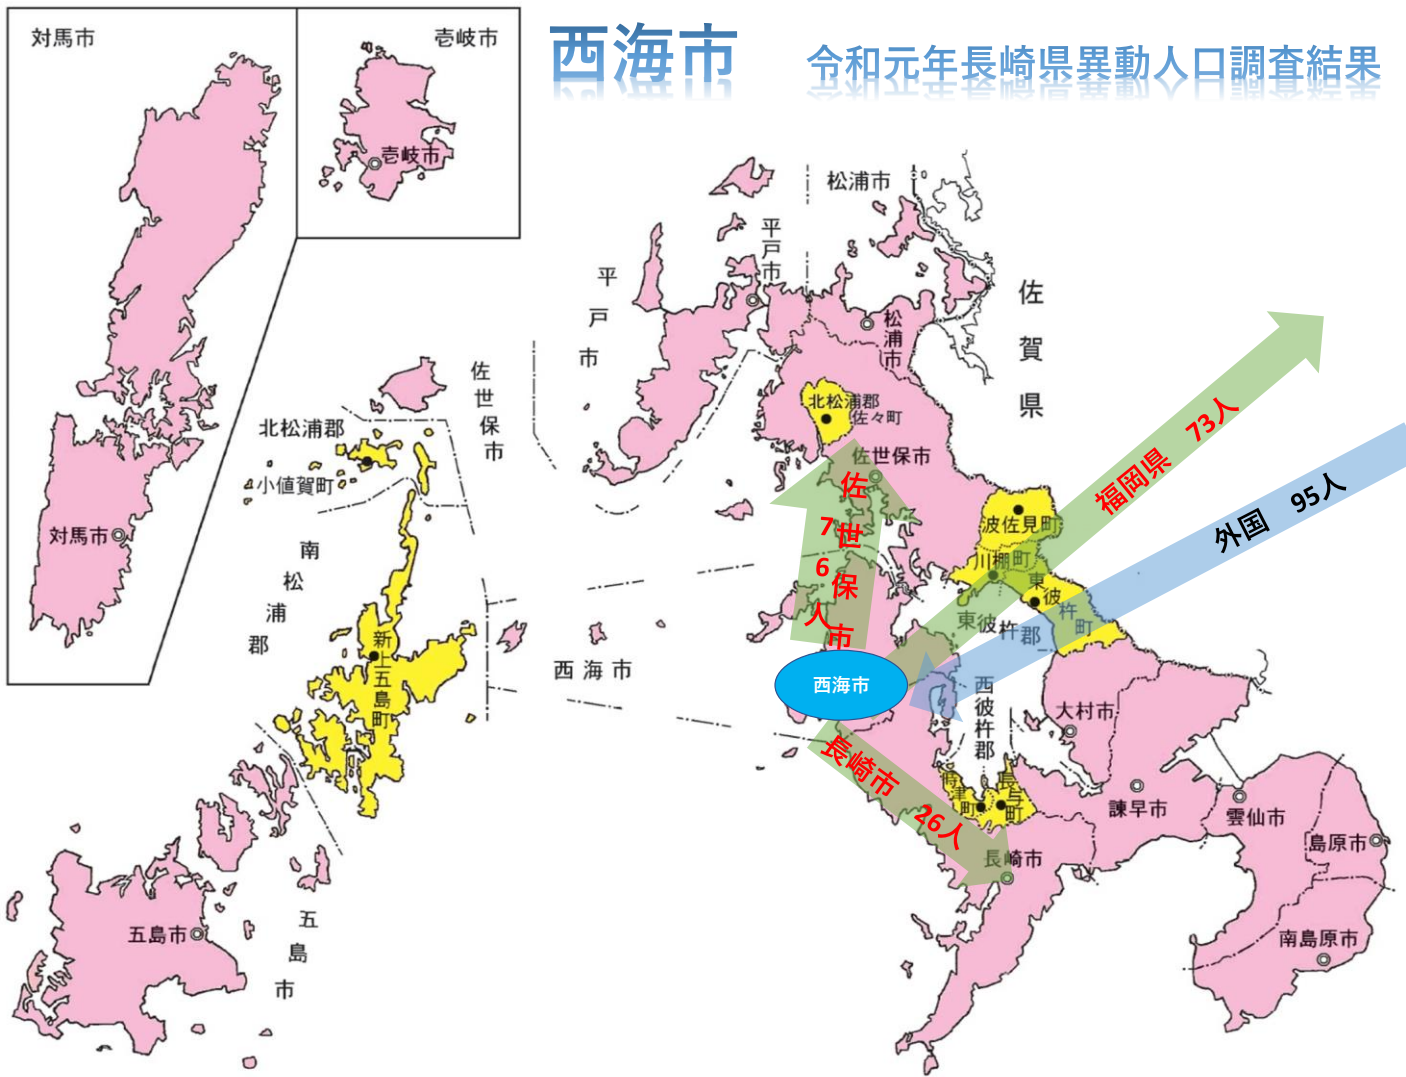 西海市 令和元年長崎県異動人口調査結果
対馬市
壱岐市
壱岐市
対馬市
松浦市
平戸市
平戸市
松浦市
佐賀県
佐世保市
北松浦郡
小値賀町
北松浦郡
佐々町
佐世保市
福岡県 73人
外国 95人
佐世保市
76人
波佐見町
川棚町
東彼杵町
東彼杵郡
南松浦郡
新上五島町
西海市
西海市
西彼杵郡
大村市
長崎市 26人
時津町
長与町
諫早市
雲仙市
島原市
長崎市
五島市
五島市
南島原市